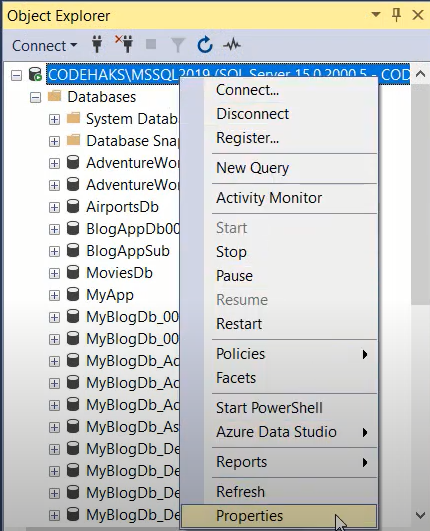 Object Explorer
Connect
CODEHAKS\MSSQL2019 (SQL Server 15.0.2000.5 - COD
Databases
System Datab
Database Snap
AdventureWor
AdventureWor
AirportsDb
BlogAppDb00
BlogAppSub
MoviesDb
MyApp
MyBlogDb_00
MyBlogDb_00
MyBlogDb_Ac
MyBlogDb_Ac
MyBlogDb_Ac
MyBlogDb_As
MyBlogDb_De
MyBlogDb_De
MyBlogDb_De
MyBlogDb_De
Connect...
Disconnect
Register...
New Query
Activity Monitor
Start
Stop
Pause
Resume
Restart
Policies
Facets
Start PowerShell
Azure Data Studio
Reports
Refresh
Properties